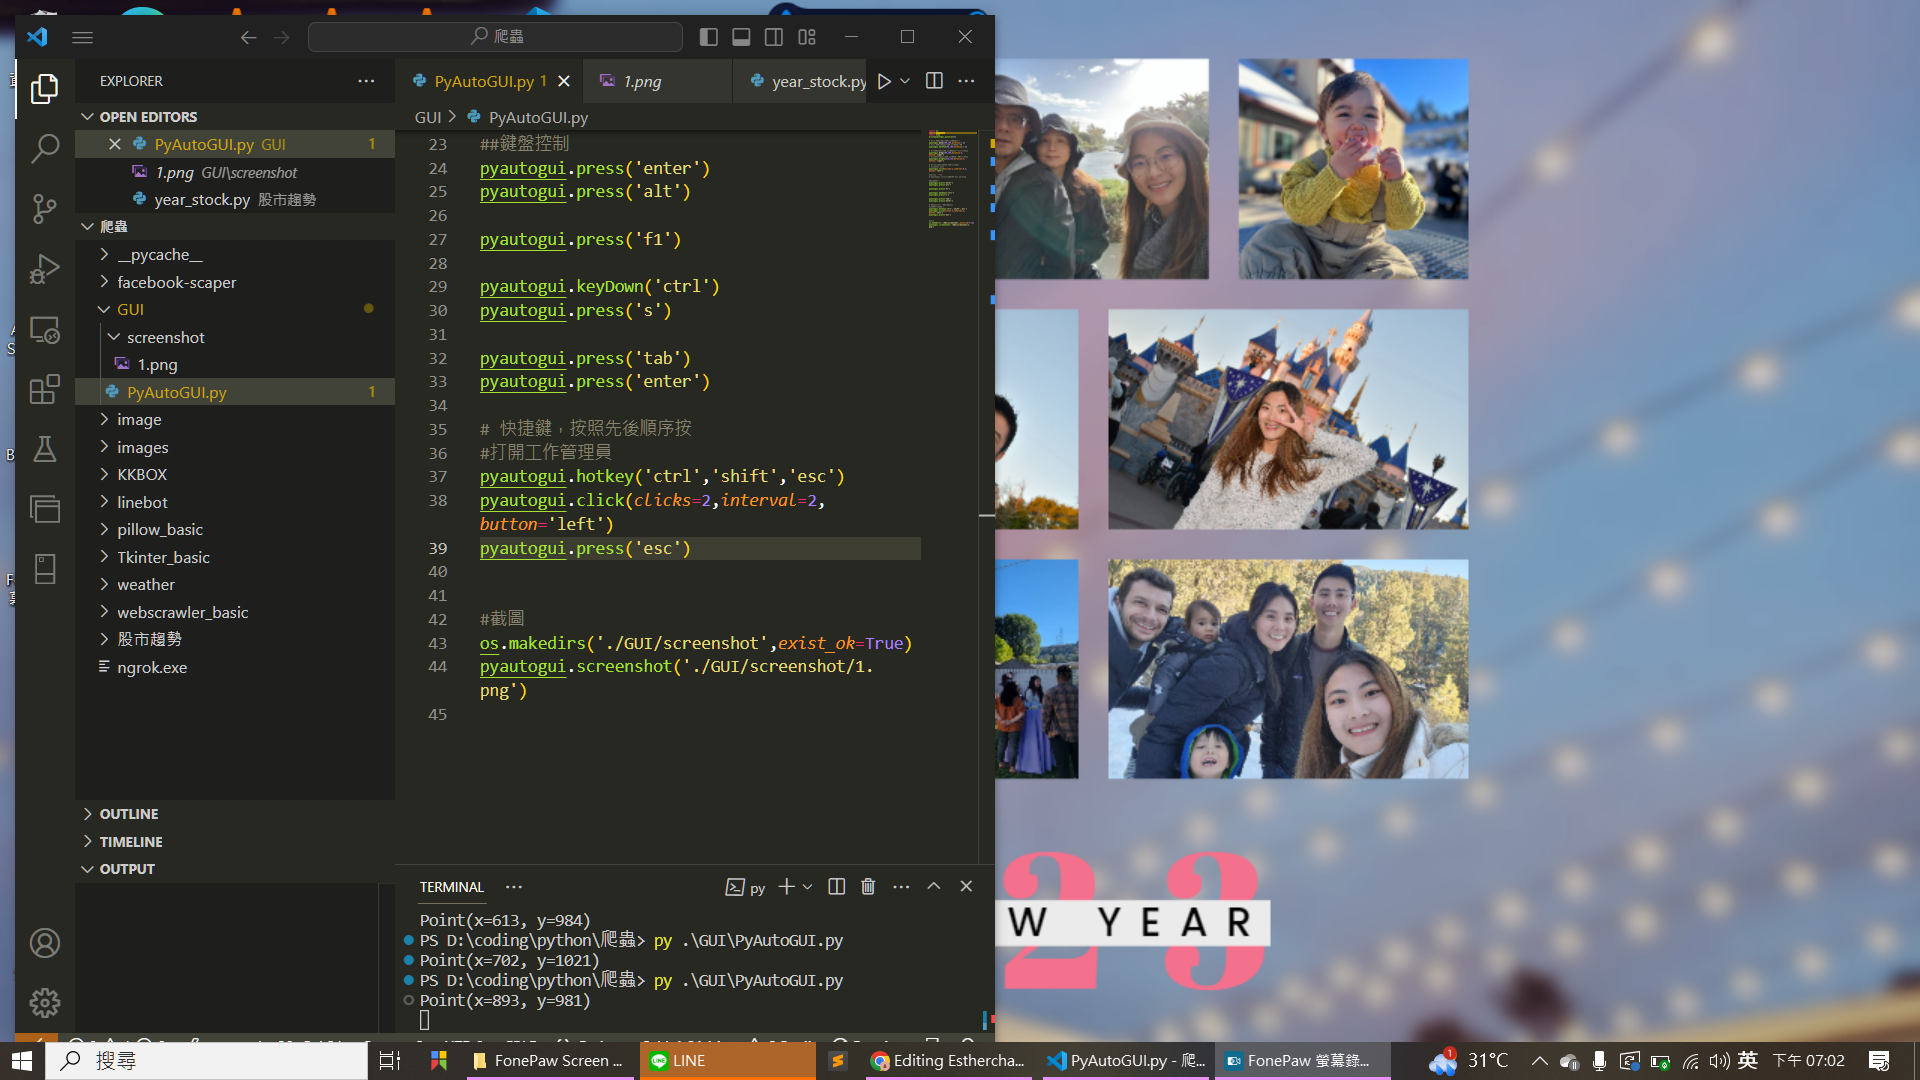 爬蟲
EXPLORER
PyAutoGUI.py 1
1.png
year_stock.py
OPEN EDITORS
GUI > PyAutoGUI.py
PyAutoGUI.py GUI 1
1.png GUI\screenshot
year_stock.py 股市趨勢
爬蟲
__pycache__
facebook-scaper
GUI
screenshot
1.png
PyAutoGUI.py 1
image
images
KKBOX
linebot
pillow_basic
Tkinter_basic
weather
webscrawler_basic
股市趨勢
ngrok.exe
OUTLINE
TIMELINE
OUTPUT
23 ##鍵盤控制
24 pyautogui.press('enter')
25 pyautogui.press('alt')
26
27 pyautogui.press('f1')
28
29 pyautogui.keyDown('ctrl')
30 pyautogui.press('s')
31
32 pyautogui.press('tab')
33 pyautogui.press('enter')
34
35 # 快捷鍵，按照先後順序按
36 #打開工作管理員
37 pyautogui.hotkey('ctrl','shift','esc')
38 pyautogui.click(clicks=2,interval=2,
button='left')
39 pyautogui.press('esc')
40
41
42 #截圖
43 os.makedirs('./GUI/screenshot',exist_ok=True)
44 pyautogui.screenshot('./GUI/screenshot/1.
png')
45
TERMINAL
py
Point(x=613, y=984)
PS D:\coding\python\爬蟲> py .\GUI\PyAutoGUI.py
Point(x=702, y=1021)
PS D:\coding\python\爬蟲> py .\GUI\PyAutoGUI.py
Point(x=893, y=981)
23
W YEAR
搜尋
FonePaw Screen ...
LINE
Editing Esthercha...
PyAutoGUI.py - 爬...
FonePaw 螢幕錄...
1
31°C
英
下午 07:02